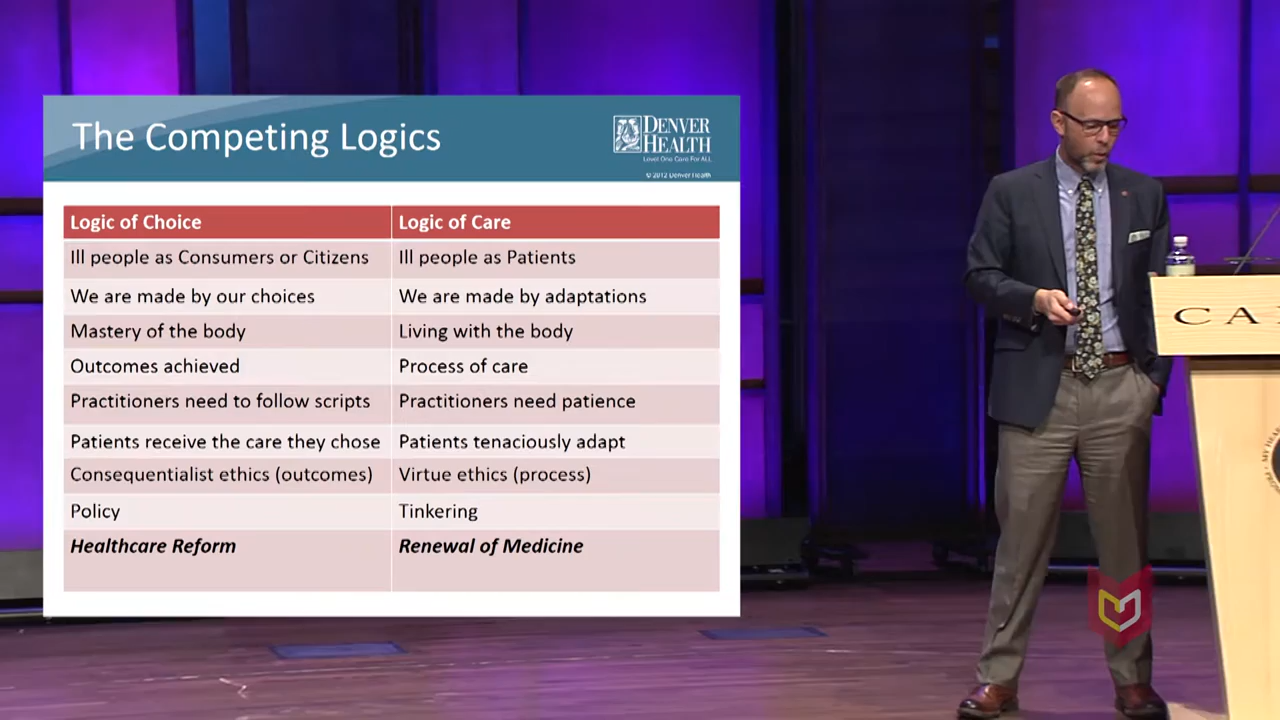 The Competing Logics
DENVER
HEALTH
Level One Care For ALL
© 2012 Denver Health
Logic of Choice
Logic of Care
Ill people as Consumers or Citizens
Ill people as Patients
We are made by our choices
We are made by adaptations
Mastery of the body
Living with the body
Outcomes achieved
Process of care
Practitioners need to follow scripts
Practitioners need patience
Patients receive the care they chose
Patients tenaciously adapt
Consequentialist ethics (outcomes)
Virtue ethics (process)
Policy
Tinkering
Healthcare Reform
Renewal of Medicine
CA